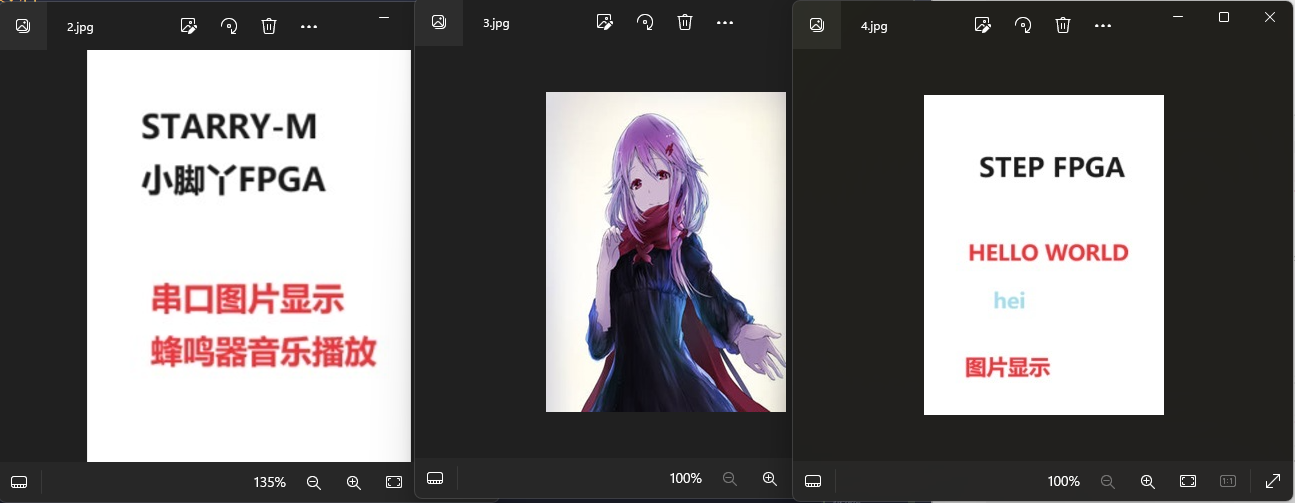 2.jpg
STARRY-M
小脚丫FPGA
串口图片显示
蜂鸣器音乐播放
135%
3.jpg
100%
4.jpg
STEP FPGA
HELLO WORLD
hei
图片显示
100%
1:1